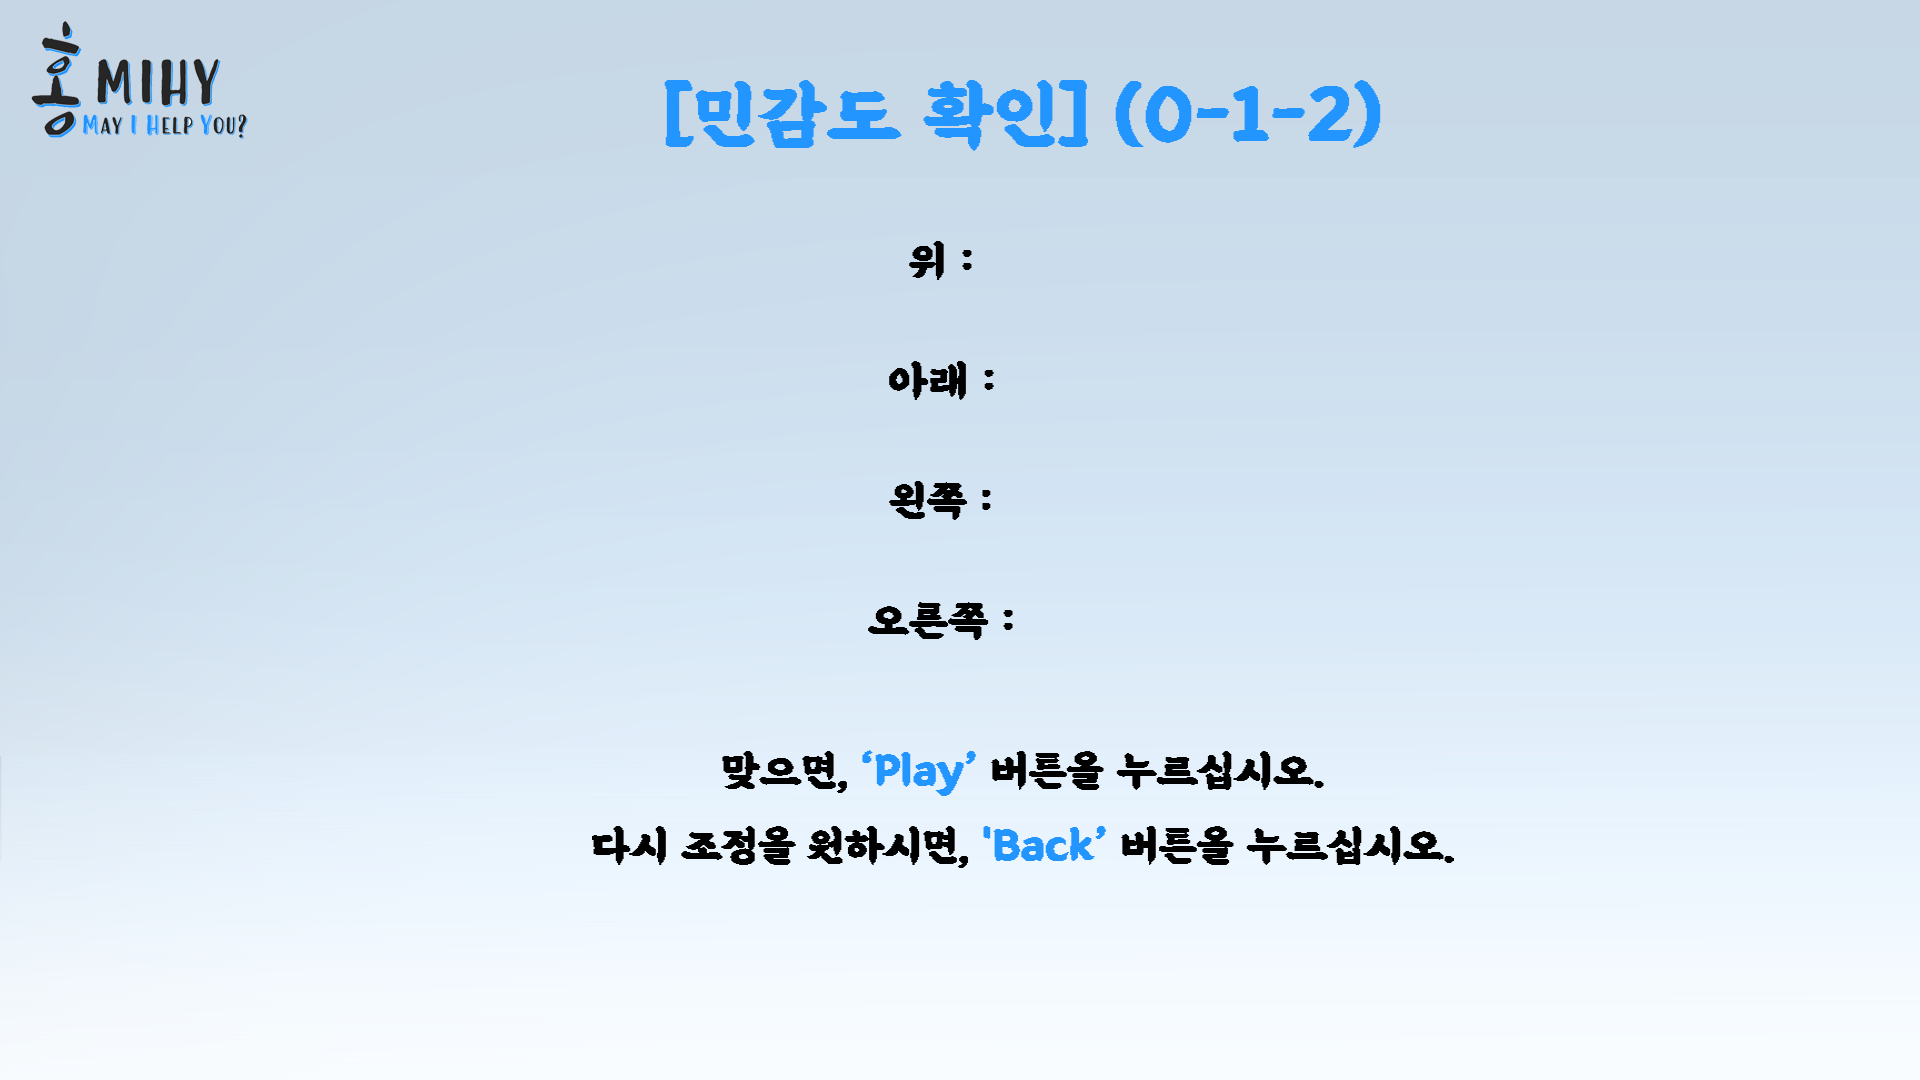 훙 MIHY
MAY I HELP YOU?
[민감도 확인] (0-1-2)
위 :
아래 :
왼쪽 :
오른쪽 :
맞으면, ‘Play’ 버튼을 누르십시오.
다시 조정을 원하시면, 'Back’ 버튼을 누르십시오.